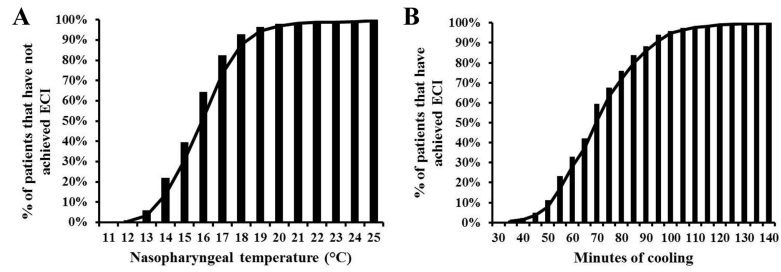 A
% of patients that have not
achieved ECI
100%
90%
80%
70%
60%
50%
40%
30%
20%
10%
0%
11 12 13 14 15 16 17 18 19 20 21 22 23 24 25
Nasopharyngeal temperature (°C)
B
% of patients that have
achieved ECI
100%
90%
80%
70%
60%
50%
40%
30%
20%
10%
0%
30 40 50 60 70 80 90 100 110 120 130 140
Minutes of cooling